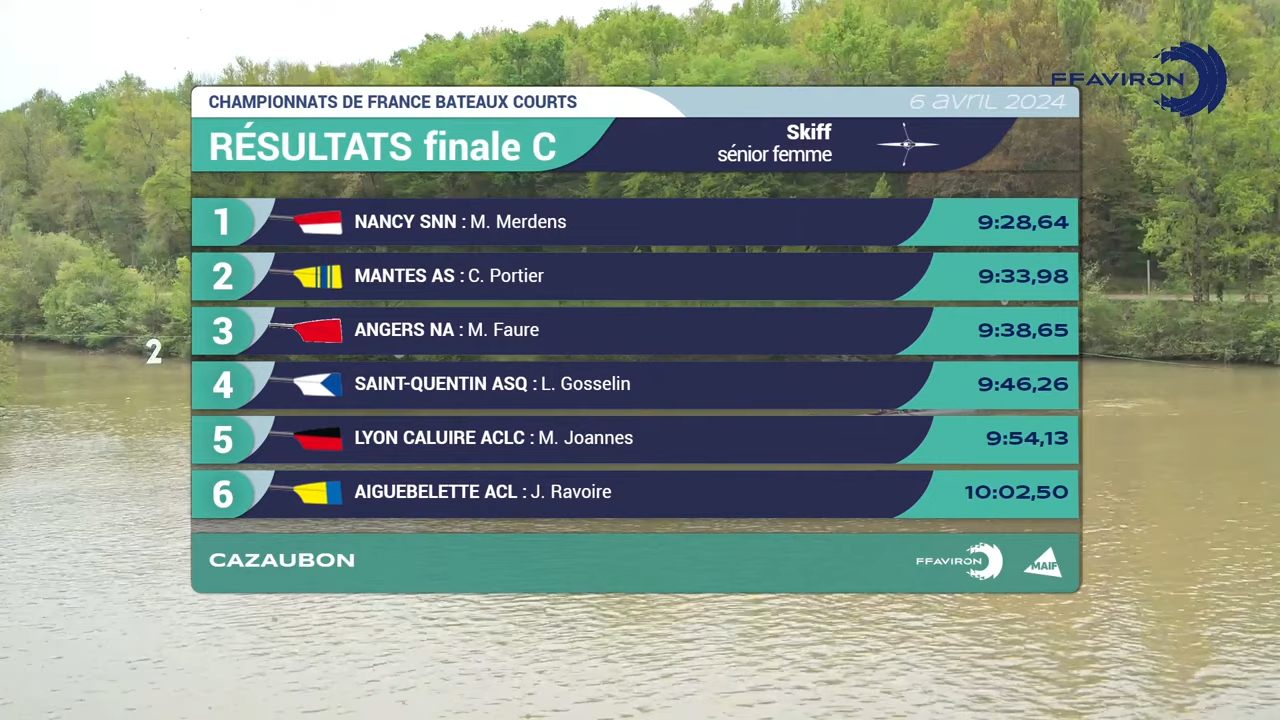 FFAVIRON
CHAMPIONNATS DE FRANCE BATEAUX COURTS
6 avril 2024
RÉSULTATS finale C
Skiff
sénior femme
1 NANCY SNN : M. Merdens 9:28,64
2 MANTES AS : C. Portier 9:33,98
3 ANGERS NA : M. Faure 9:38,65
2
4 SAINT-QUENTIN ASQ : L. Gosselin 9:46,26
5 LYON CALUIRE ACLC : M. Joannes 9:54,13
6 AIGUEBELETTE ACL : J. Ravoire 10:02,50
CAZAUBON
FFAVIRON
MAIF